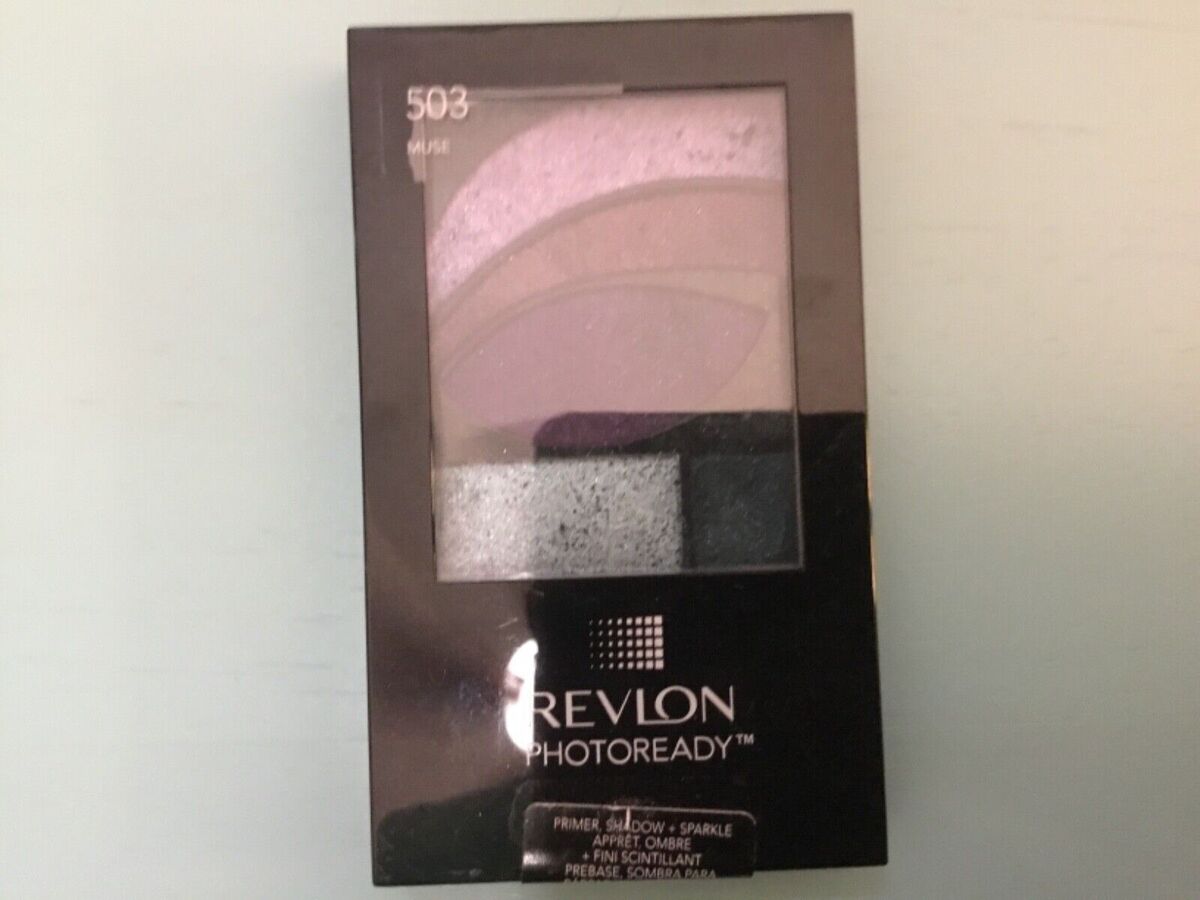 503
MUSE
REVLON
PHOTOREADY™
PRIMER, SHADOW + SPARKLE
APPRÊT, OMBRE
+ FINI SCINTILLANT
PREBASE, SOMBRA PARA